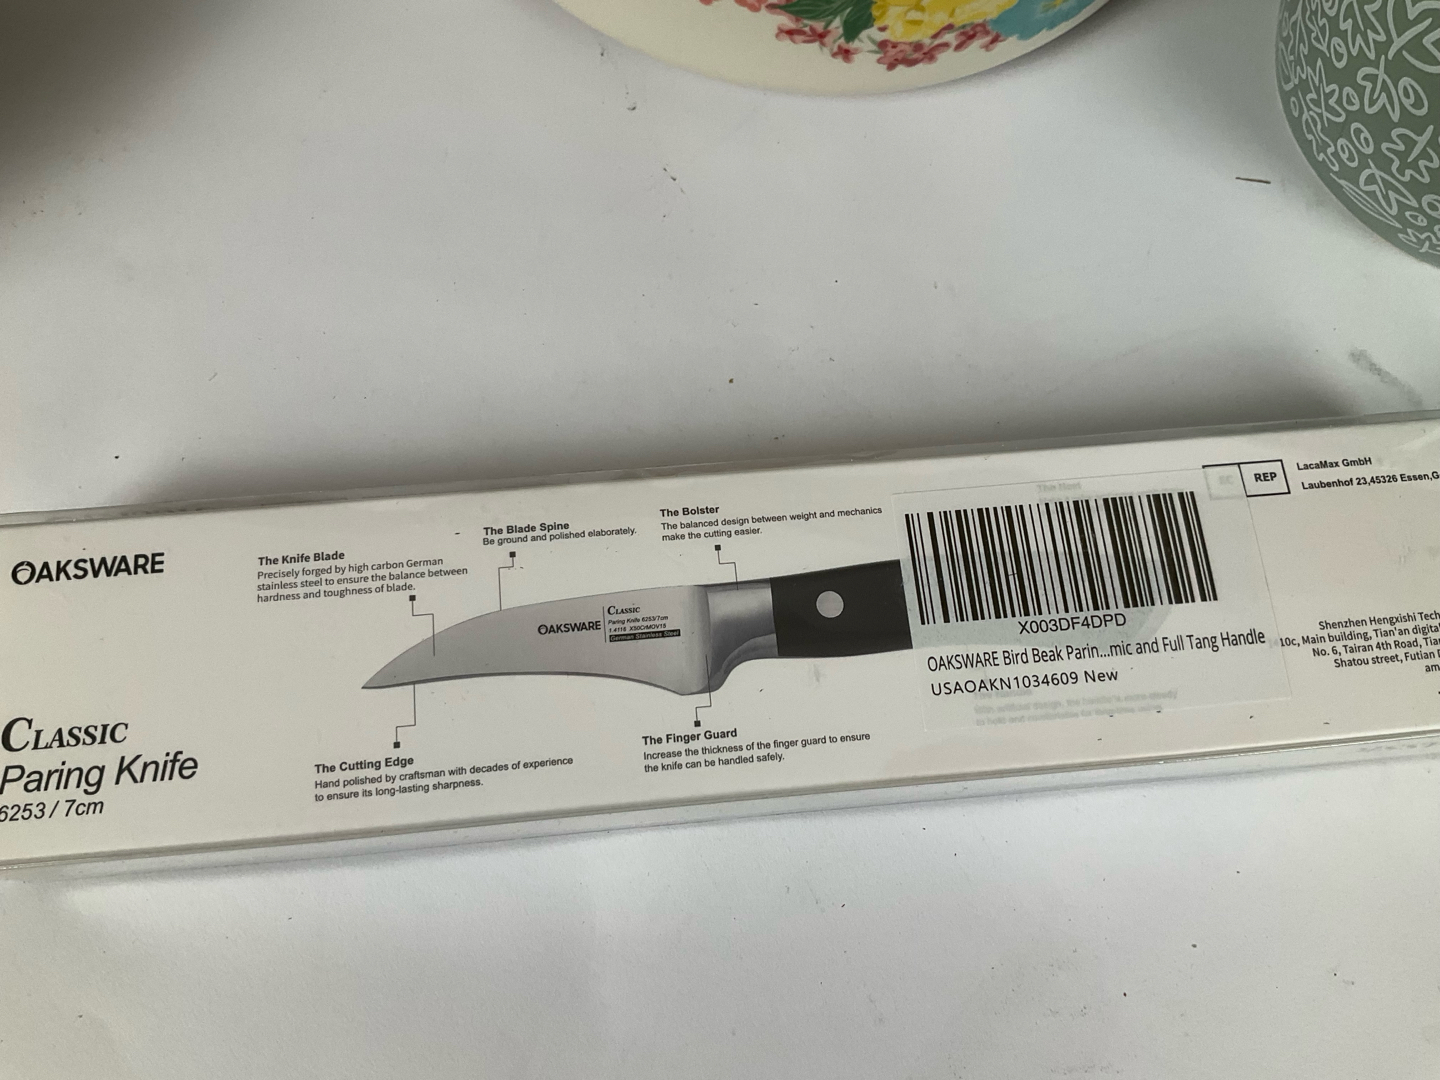 OAKSWARE
The Knife Blade
Precisely forged by high carbon German
stainless steel to ensure the balance between
hardness and toughness of blade.
The Blade Spine
Be ground and polished elaborately.
The Bolster
The balanced design between weight and mechanics
make the cutting easier.
OAKSWARE
CLASSIC
Paring Knife 6253/7cm
German Stainless Steel
CLASSIC
Paring Knife
6253 / 7cm
The Cutting Edge
Hand polished by craftsman with decades of experience
to ensure its long-lasting sharpness.
The Finger Guard
Increase the thickness of the finger guard to ensure
the knife can be handled safely.
X003DF4DPD
OAKSWARE Bird Beak Parin...mic and Full Tang Handle
USAOAKN1034609 New
EC REP
LacaMax GmbH
Laubenhof 23,45326 Essen,G
Shenzhen Hengxishi Tech
10c, Main building, Tian'an digita
No. 6, Tairan 4th Road, Tia
Shatou street, Futian
am